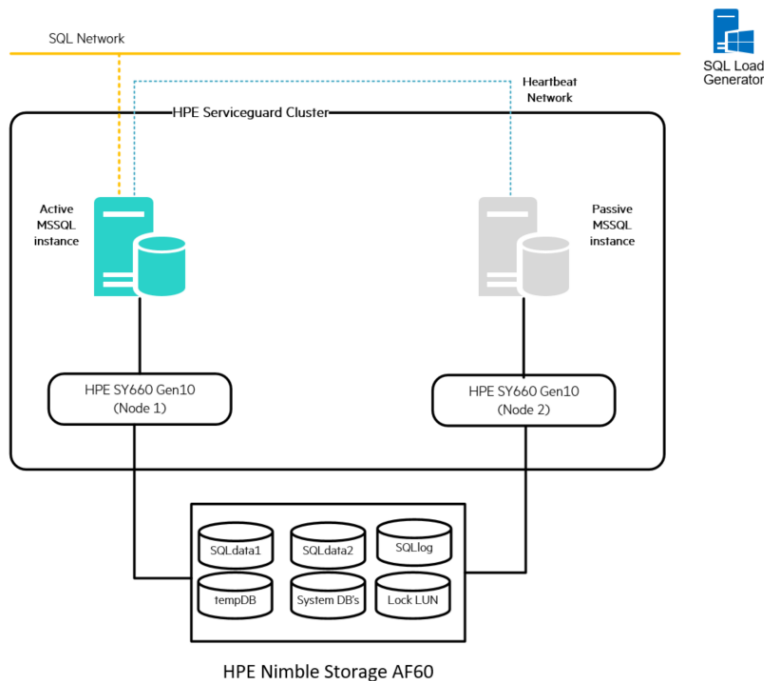 SQL Network
SQL Load
Generator
Heartbeat
Network
HPE Serviceguard Cluster
Active
MSSQL
instance
Passive
MSSQL
instance
HPE SY660 Gen10
(Node 1)
HPE SY660 Gen10
(Node 2)
SQLdata1
SQLdata2
SQLlog
tempDB
System DB's
Lock LUN
HPE Nimble Storage AF60